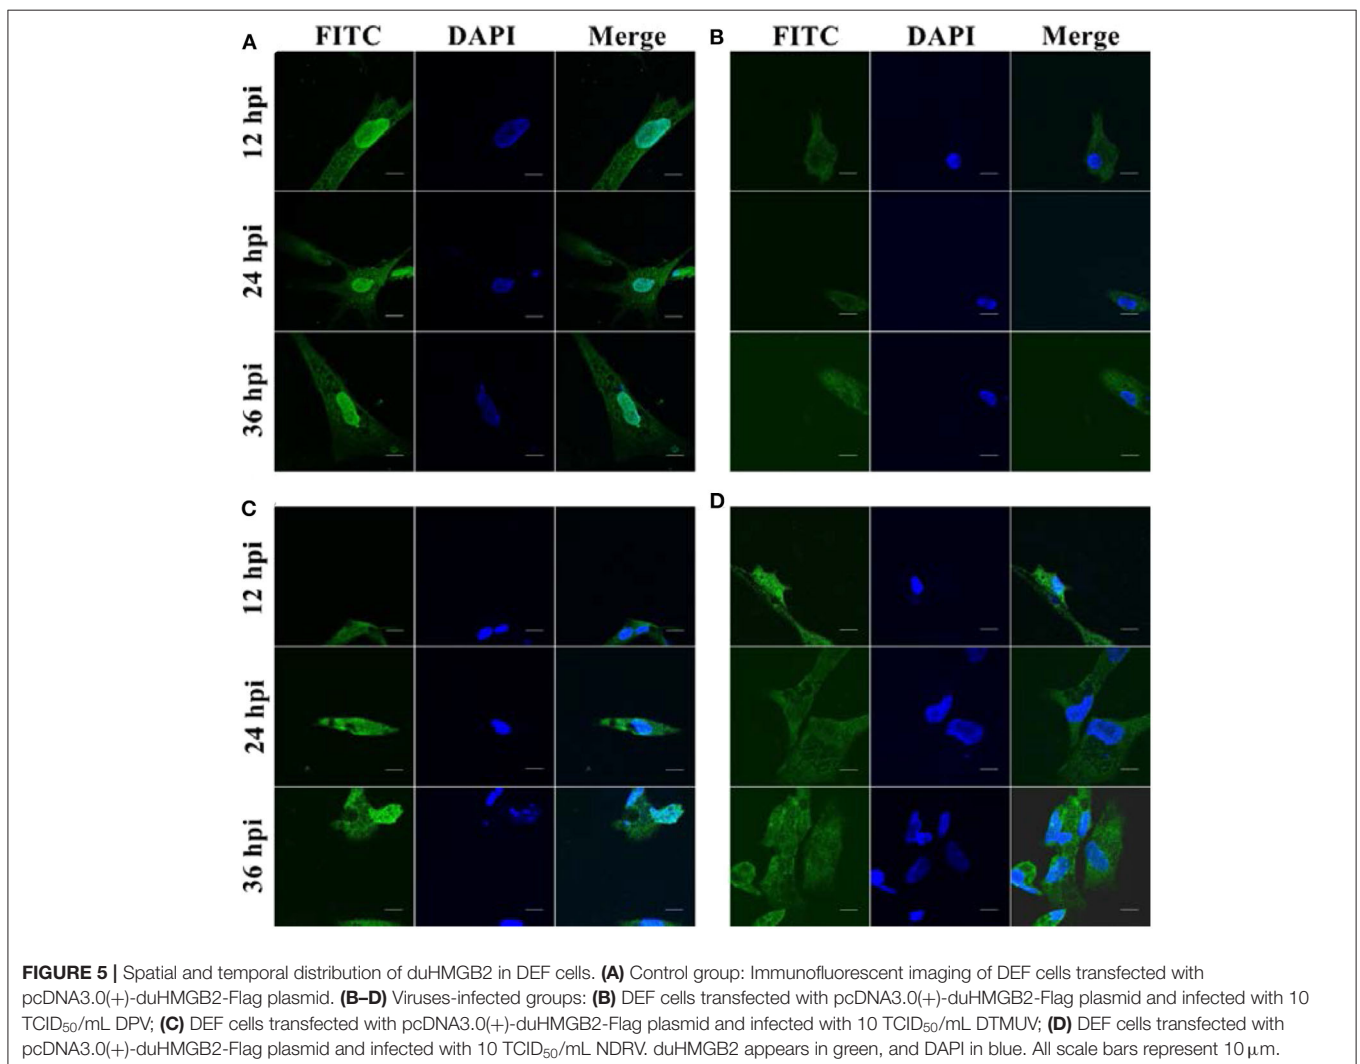 A FITC DAPI Merge
12 hpi
24 hpi
36 hpi
B FITC DAPI Merge
C
12 hpi
24 hpi
36 hpi
D
FIGURE 5 | Spatial and temporal distribution of duHMGB2 in DEF cells. (A) Control group: Immunofluorescent imaging of DEF cells transfected with
pcDNA3.0(+)-duHMGB2-Flag plasmid. (B–D) Viruses-infected groups: (B) DEF cells transfected with pcDNA3.0(+)-duHMGB2-Flag plasmid and infected with 10
TCID50/mL DPV; (C) DEF cells transfected with pcDNA3.0(+)-duHMGB2-Flag plasmid and infected with 10 TCID50/mL DTMUV; (D) DEF cells transfected with
pcDNA3.0(+)-duHMGB2-Flag plasmid and infected with 10 TCID50/mL NDRV. duHMGB2 appears in green, and DAPI in blue. All scale bars represent 10 μm.